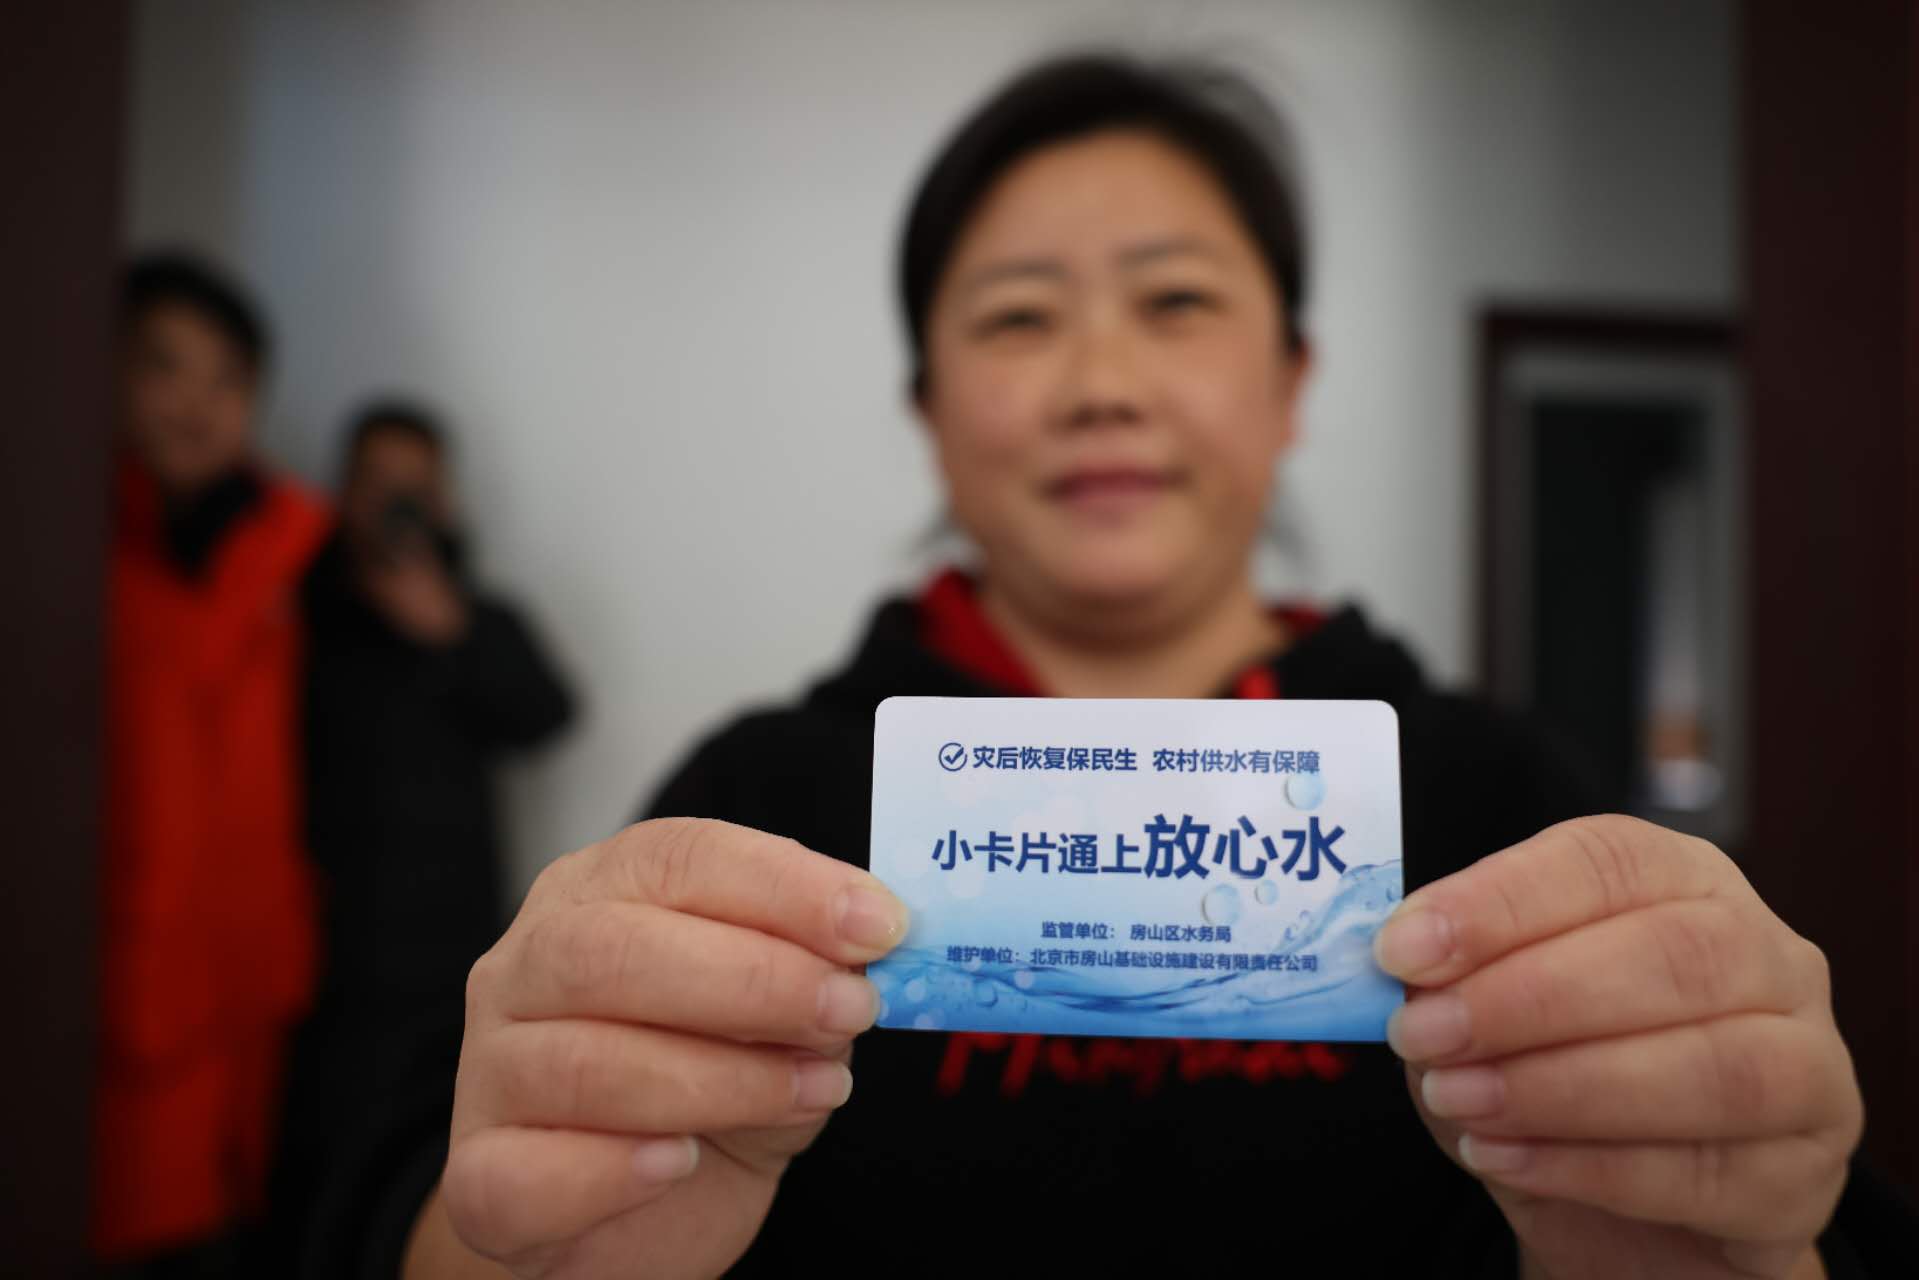 灾后恢复保民生 农村供水有保障
小卡片通上放心水
监管单位： 房山区水务局
维护单位：北京市房山基础设施建设有限责任公司